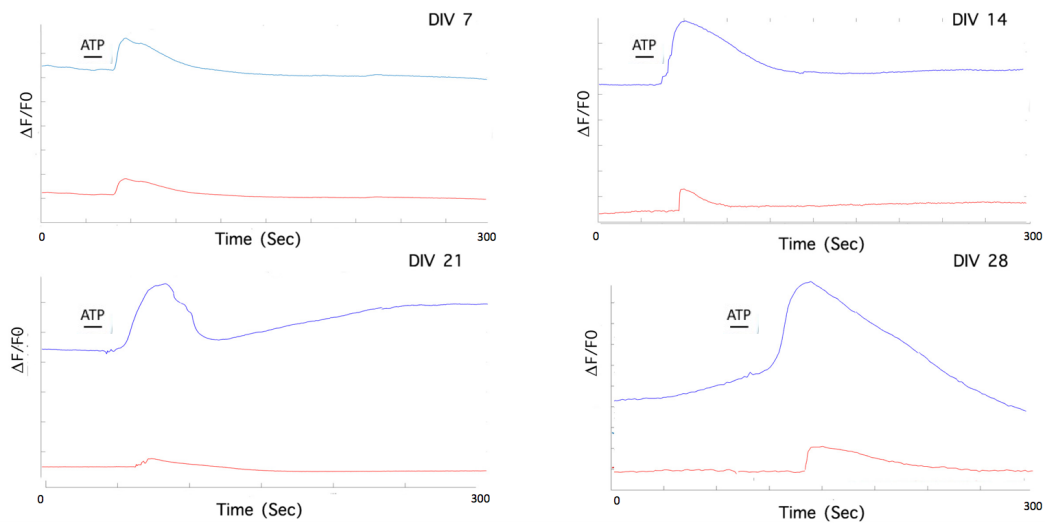 DIV 7
ATP
ΔF/F0
0
300
Time (Sec)
DIV 14
ATP
ΔF/F0
0
300
Time (Sec)
DIV 21
ATP
ΔF/F0
0
300
Time (Sec)
DIV 28
ATP
ΔF/F0
0
300
Time (Sec)